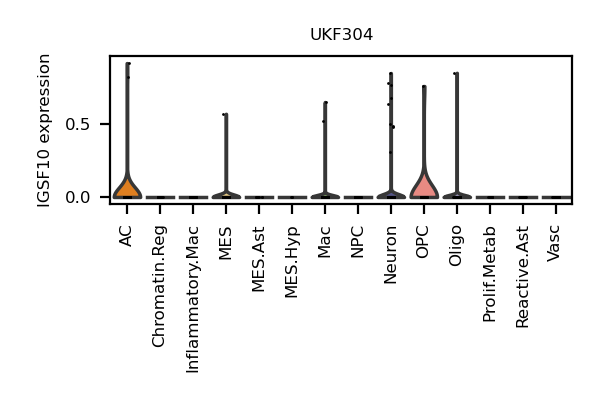 UKF304
IGSF10 expression
0.5
0.0
AC
Chromatin.Reg
Inflammatory.Mac
MES
MES.Ast
MES.Hyp
Mac
NPC
Neuron
OPC
Oligo
Prolif.Metab
Reactive.Ast
Vasc